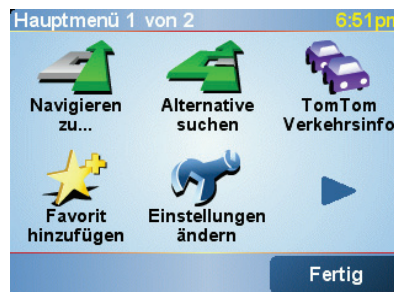 Hauptmenü 1 von 2
6:51pm
Navigieren zu...
Alternative suchen
TomTom Verkehrsinfo
Favorit hinzufügen
Einstellungen ändern
Fertig